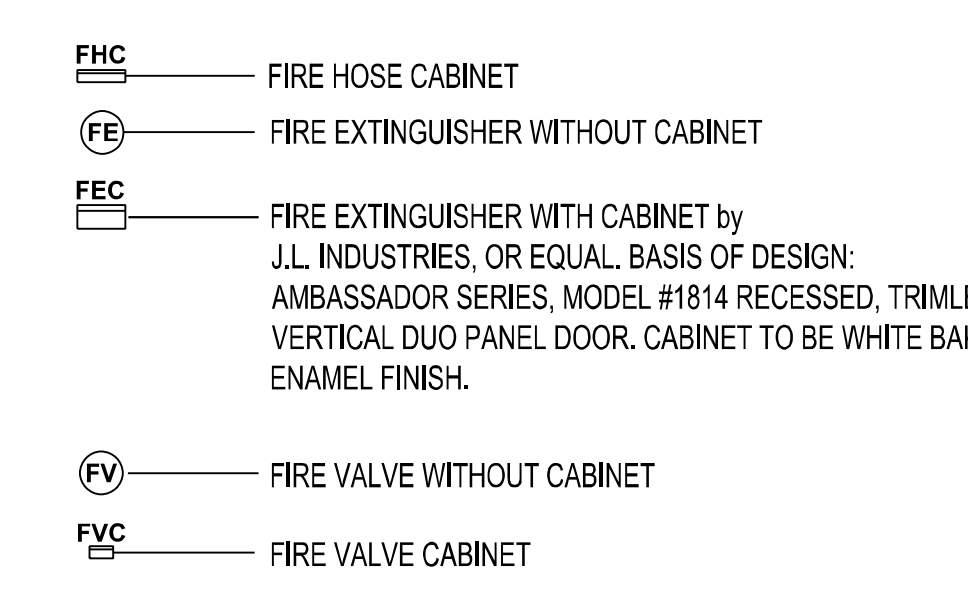 FHC
FIRE HOSE CABINET
FE
FIRE EXTINGUISHER WITHOUT CABINET
FEC
FIRE EXTINGUISHER WITH CABINET by
J.L. INDUSTRIES, OR EQUAL. BASIS OF DESIGN:
AMBASSADOR SERIES, MODEL #1814 RECESSED,
VERTICAL DUO PANEL DOOR. CABINET TO BE WHITE
ENAMEL FINISH.
FV
FIRE VALVE WITHOUT CABINET
FVC
FIRE VALVE CABINET